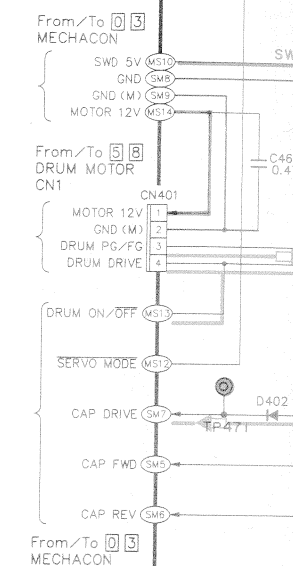 From/To 0 3
MECHACON
SWD 5V MS10
SW
GND SM8
GND (M) SM9
MOTOR 12V MS14
C46
0.4
From/To 5 8
DRUM MOTOR
CN1
CN401
MOTOR 12V 1
GND (M) 2
DRUM PG/FG 3
DRUM DRIVE 4
DRUM ON/OFF MS13
SERVO MODE MS12
D402
CAP DRIVE SM7
TP471
CAP FWD SM5
CAP REV SM6
From/To 0 3
MECHACON